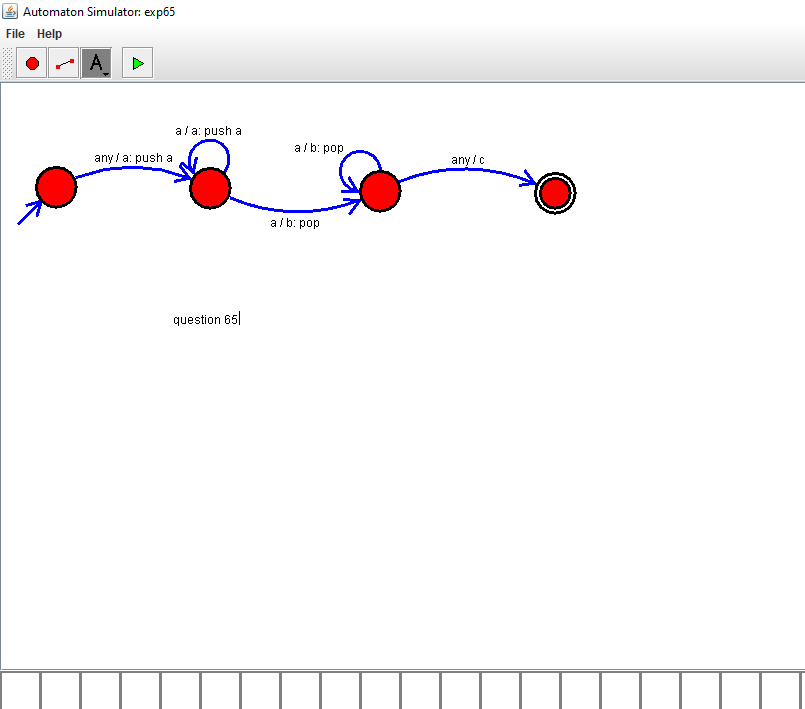 Automaton Simulator: exp65
File Help
A
a / a: push a
any / a: push a
a / b: pop
any / c
a / b: pop
question 65